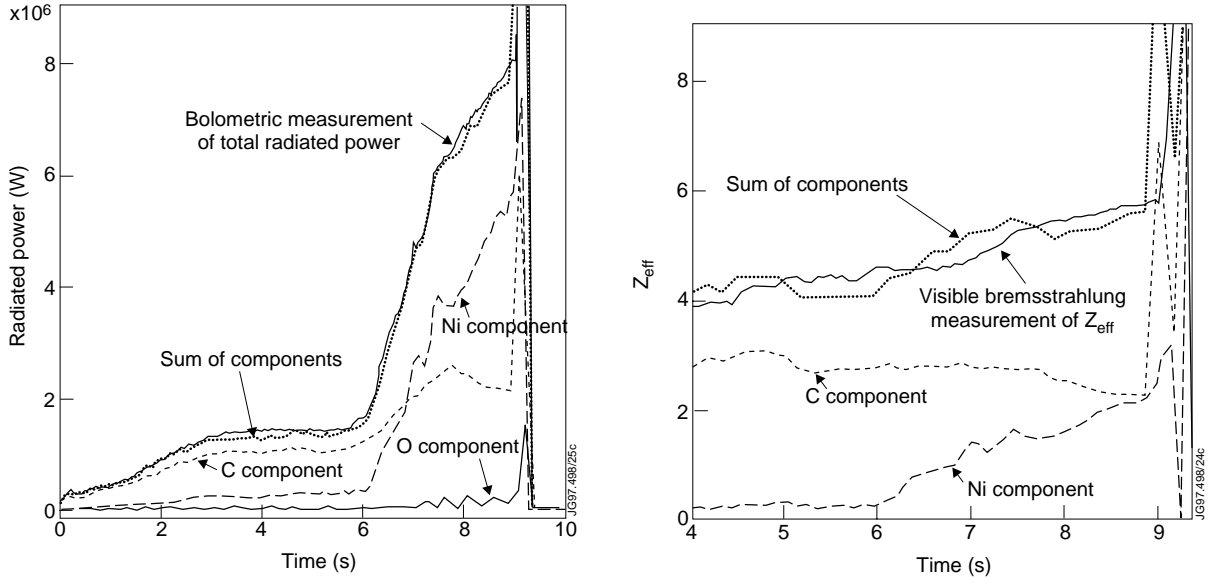 x10⁶
8
6
4
2
0
Radiated power (W)
Bolometric measurement
of total radiated power
Ni component
Sum of components
C component
O component
0 2 4 6 8 10
Time (s)
JG97.498/25c
8
6
4
2
0
Zeff
Sum of components
Visible bremsstrahlung
measurement of Zeff
C component
Ni component
4 5 6 7 8 9
Time (s)
JG97.498/24c